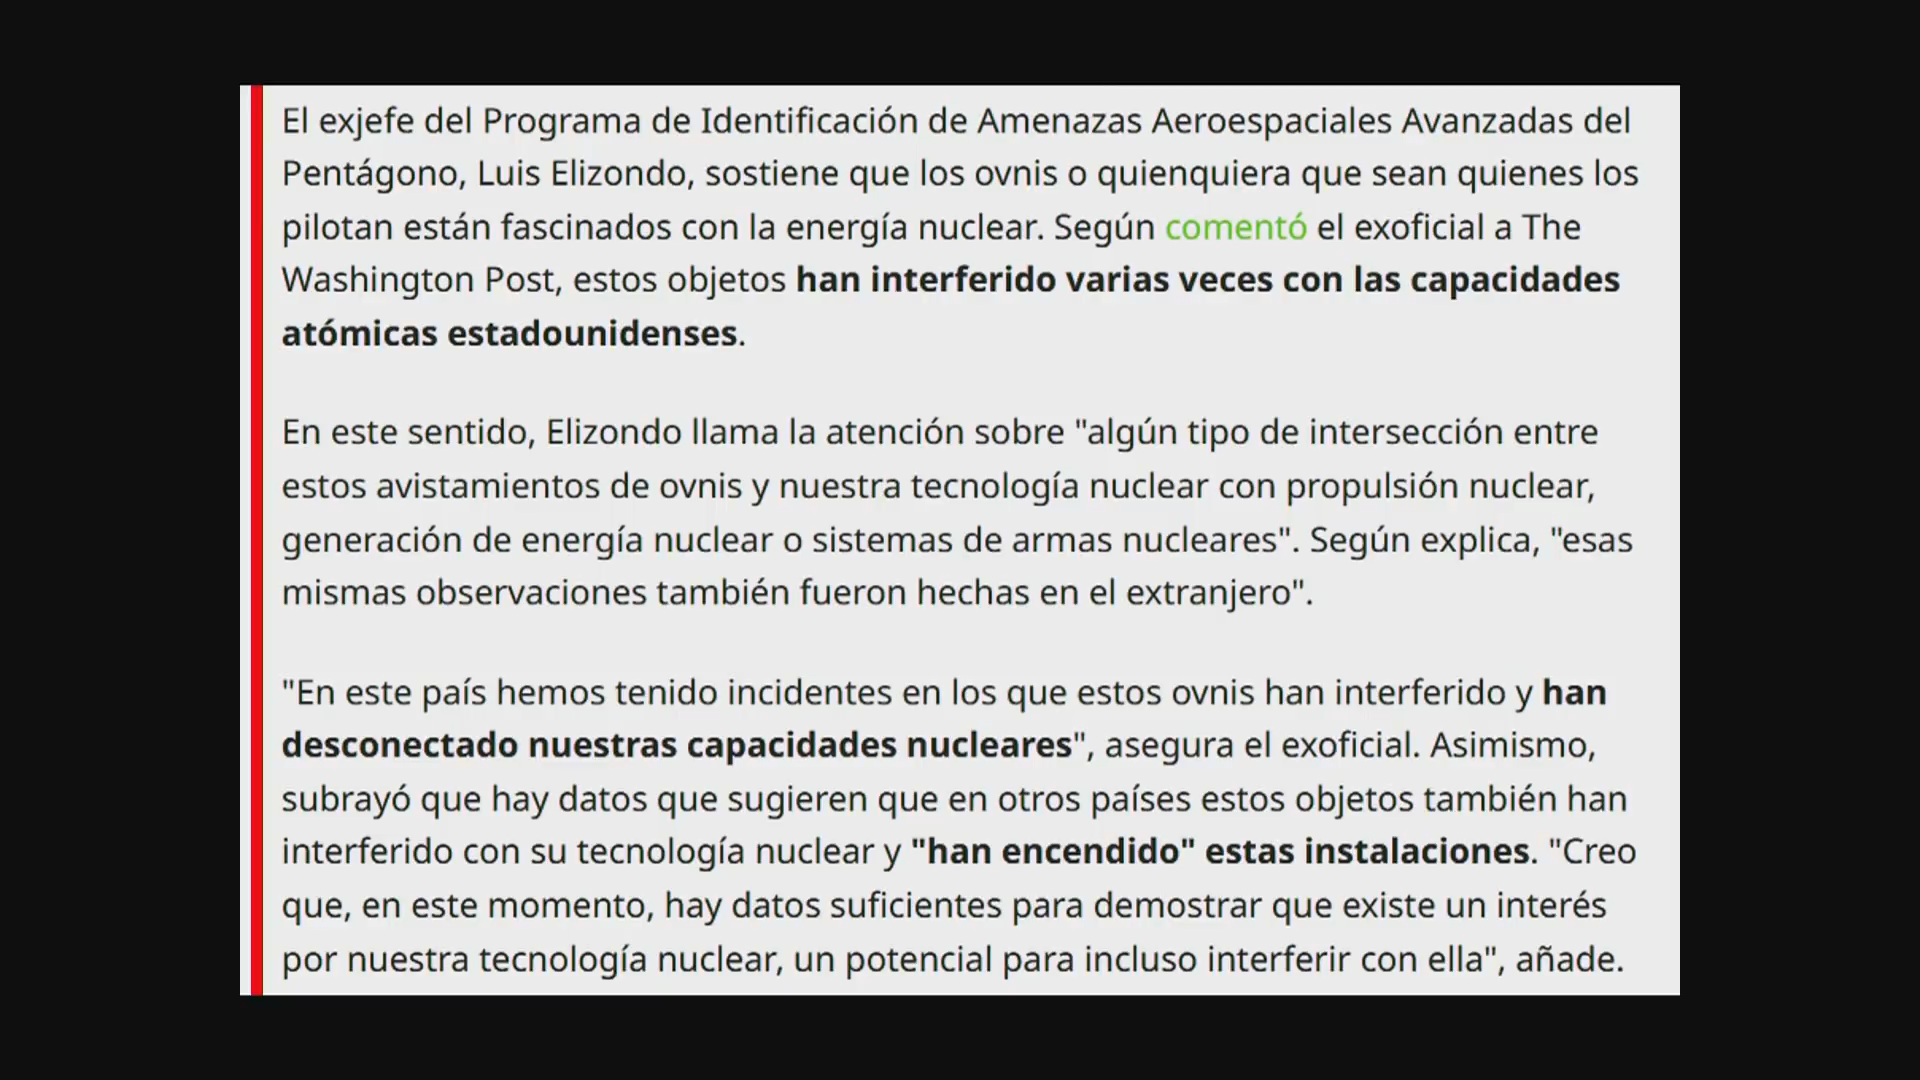 El exjefe del Programa de Identificación de Amenazas Aeroespaciales Avanzadas del
Pentágono, Luis Elizondo, sostiene que los ovnis o quienquiera que sean quienes los
pilotan están fascinados con la energía nuclear. Según comentó el exoficial a The
Washington Post, estos objetos han interferido varias veces con las capacidades
atómicas estadounidenses.
En este sentido, Elizondo llama la atención sobre "algún tipo de intersección entre
estos avistamientos de ovnis y nuestra tecnología nuclear con propulsión nuclear,
generación de energía nuclear o sistemas de armas nucleares". Según explica, "esas
mismas observaciones también fueron hechas en el extranjero".
"En este país hemos tenido incidentes en los que estos ovnis han interferido y han
desconectado nuestras capacidades nucleares", asegura el exoficial. Asimismo,
subrayó que hay datos que sugieren que en otros países estos objetos también han
interferido con su tecnología nuclear y "han encendido" estas instalaciones. "Creo
que, en este momento, hay datos suficientes para demostrar que existe un interés
por nuestra tecnología nuclear, un potencial para incluso interferir con ella", añade.